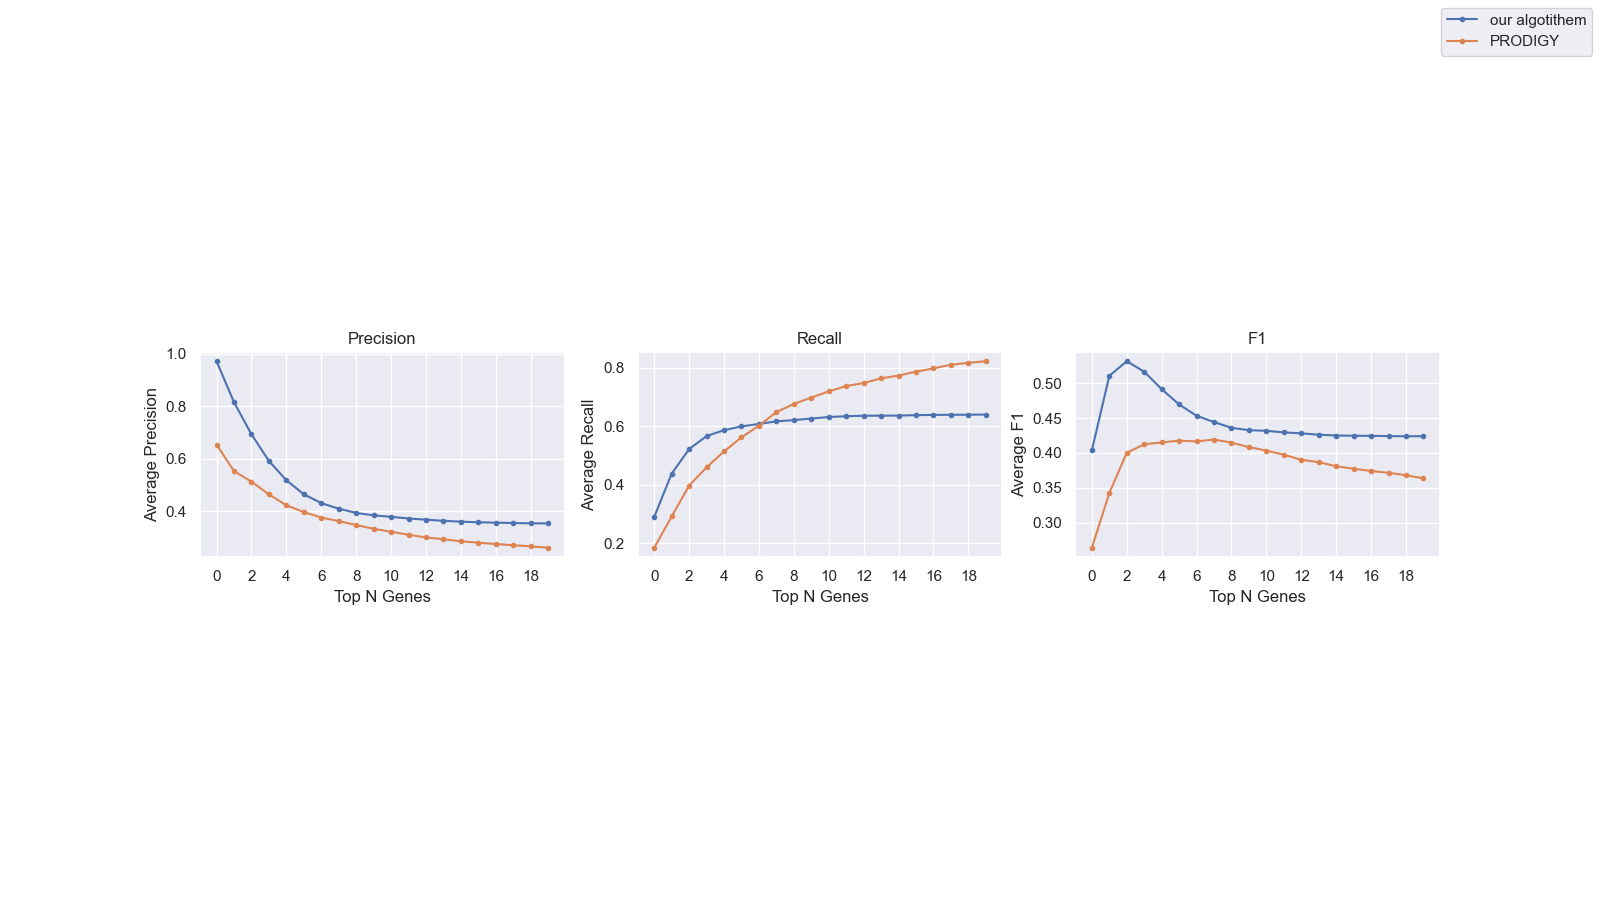 our algotithem
PRODIGY
Precision
Recall
F1
1.0
0.8
0.6
0.4
Average Precision
0 2 4 6 8 10 12 14 16 18
Top N Genes
0.8
0.6
0.4
0.2
Average Recall
0 2 4 6 8 10 12 14 16 18
Top N Genes
0.50
0.45
0.40
0.35
0.30
Average F1
0 2 4 6 8 10 12 14 16 18
Top N Genes